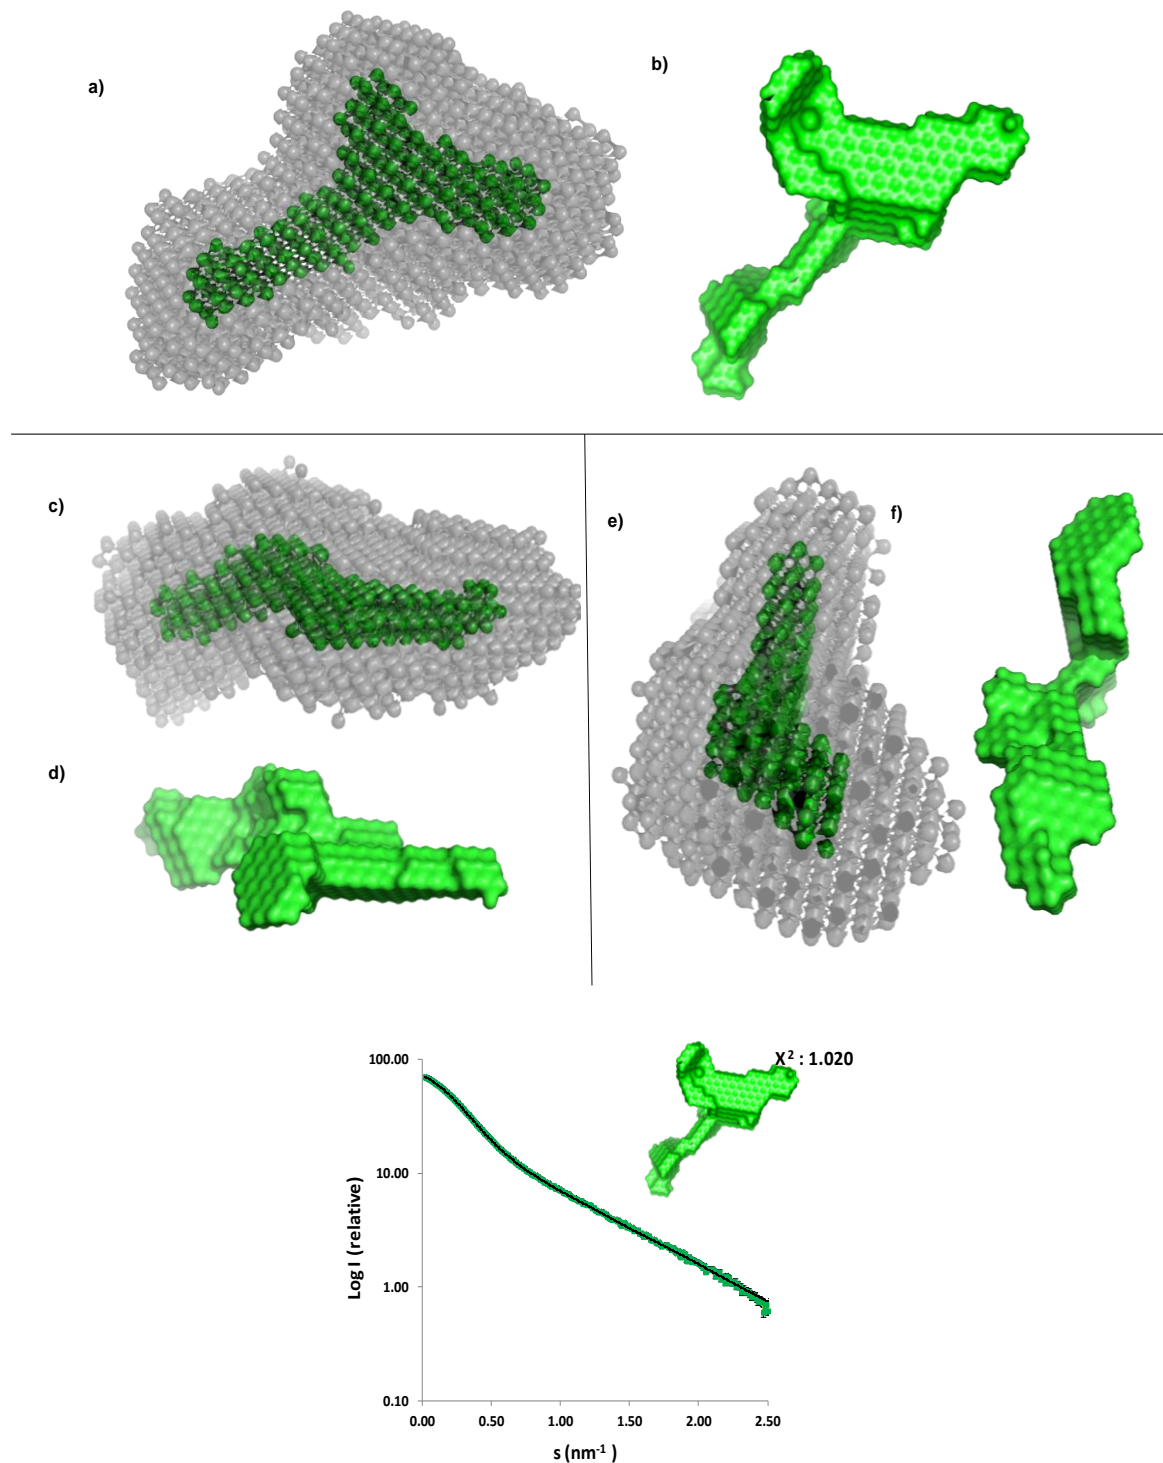 a)
b)
c)
d)
e)
f)
X² : 1.020
100.00
10.00
1.00
0.10
Log I (relative)
0.00 0.50 1.00 1.50 2.00 2.50
s (nm⁻¹ )